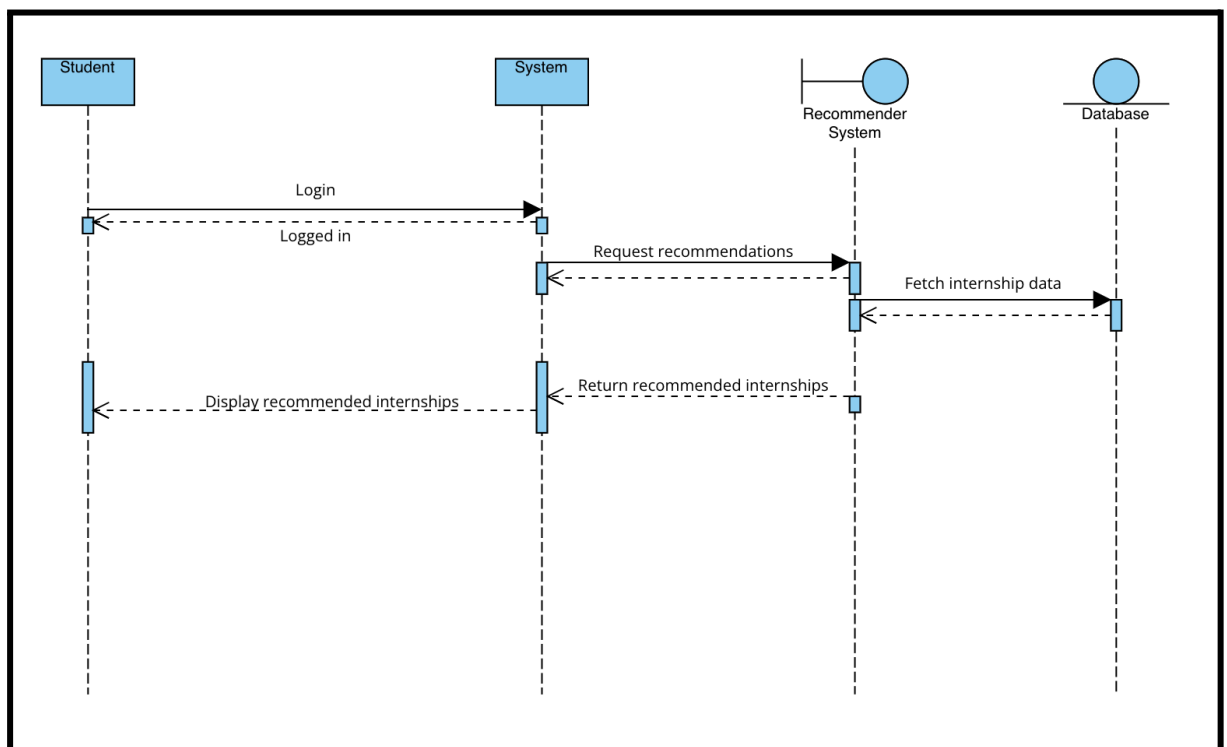 Student
System
Recommender
System
Database
Login
Logged in
Request recommendations
Fetch internship data
Return recommended internships
Display recommended internships